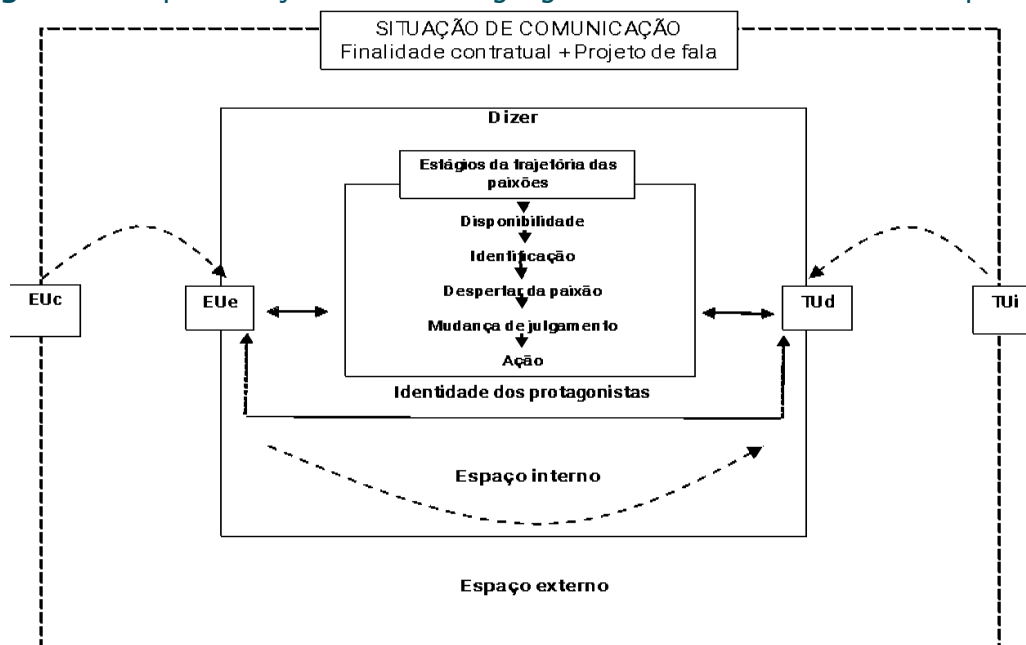 SITUAÇÃO DE COMUNICAÇÃO
Finalidade contratual + Projeto de fala
Dizer
Estágios da trajetória das
paixões
Disponibilidade
Identificação
Despertar da paixão
Mudança de julgamento
Ação
EUc
EUe
TUd
TUi
Identidade dos protagonistas
Espaço interno
Espaço externo